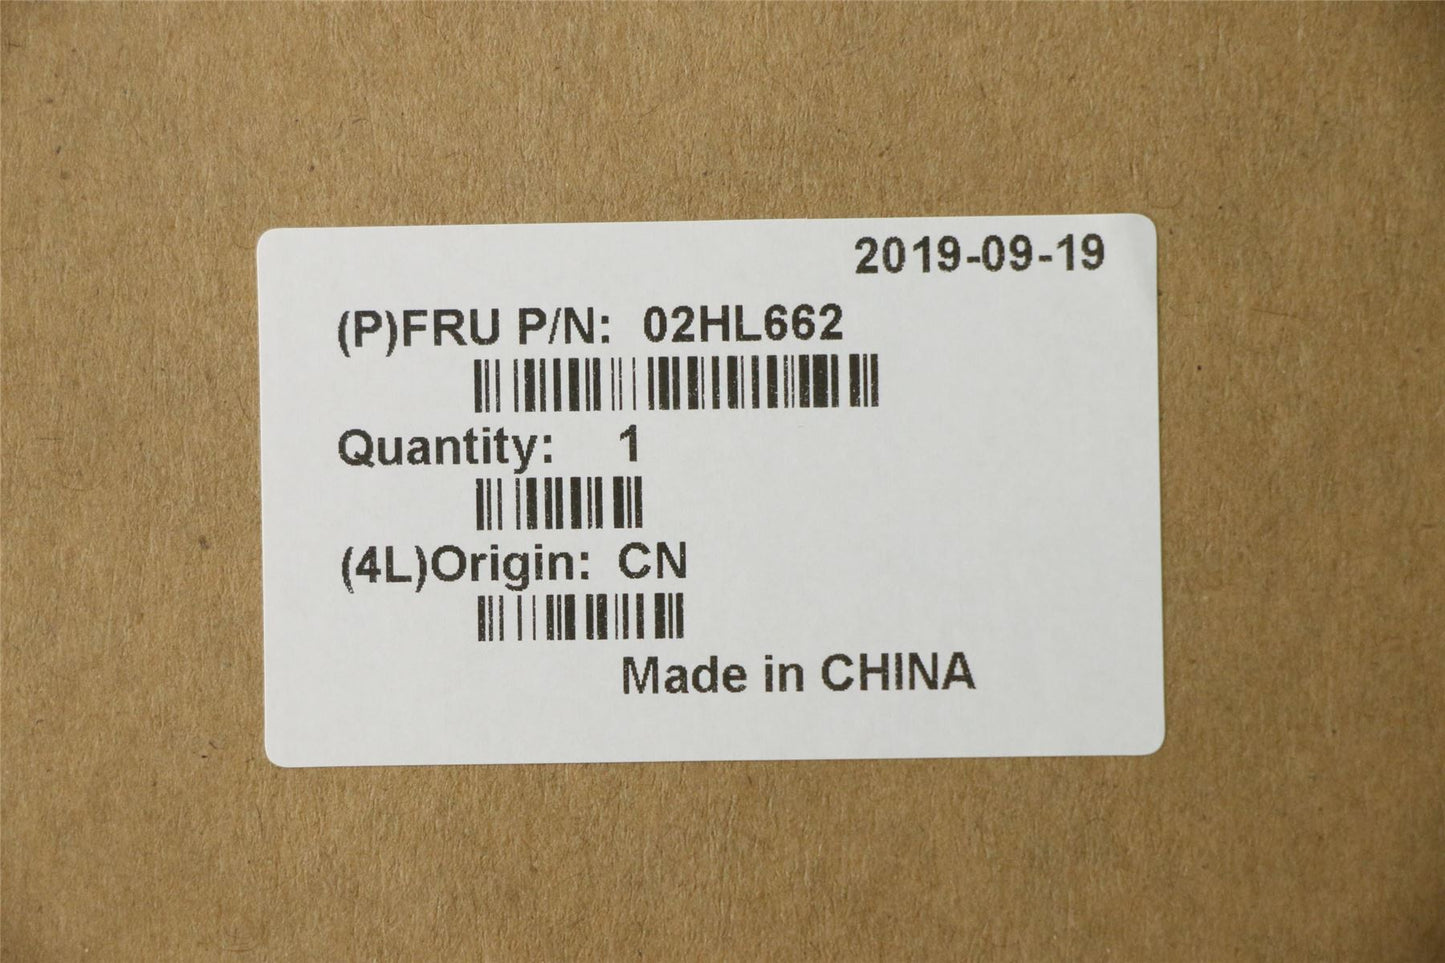 2019-09-19
(P)FRU P/N: 02HL662
Quantity: 1
(4L)Origin: CN
Made in CHINA